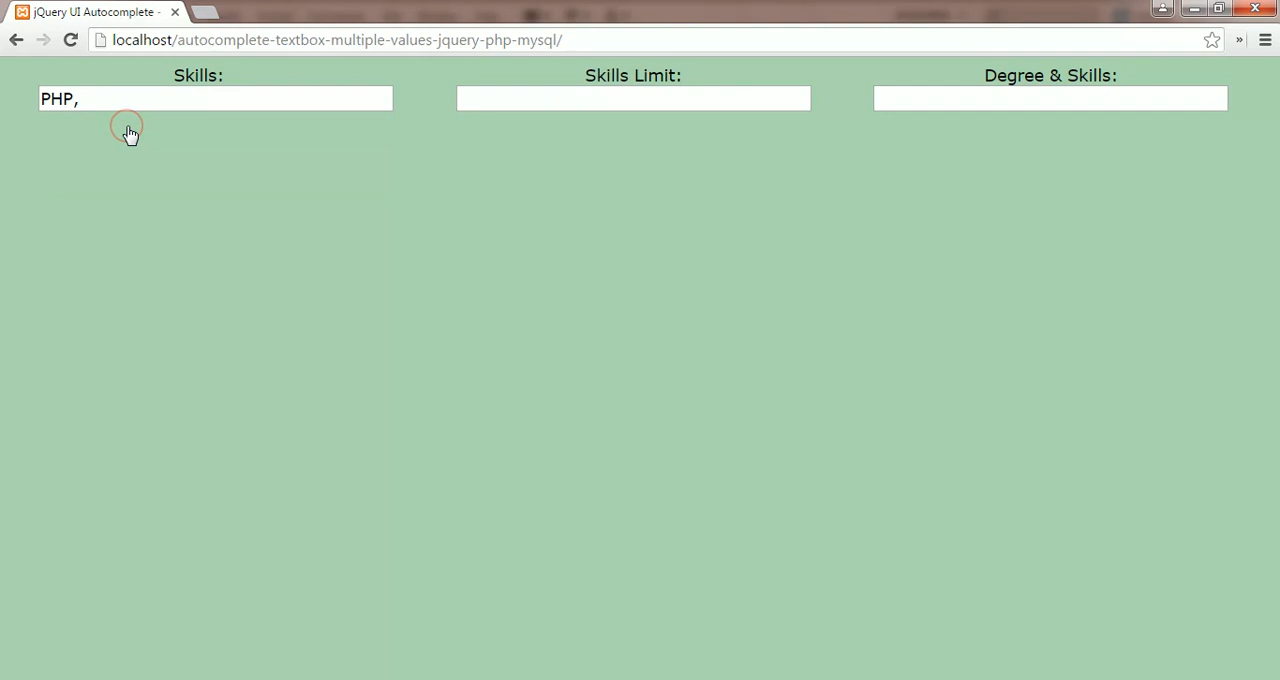 jQuery UI Autocomplete -
localhost/autocomplete-textbox-multiple-values-jquery-php-mysql/
»
Skills:
Skills Limit:
Degree & Skills:
PHP,